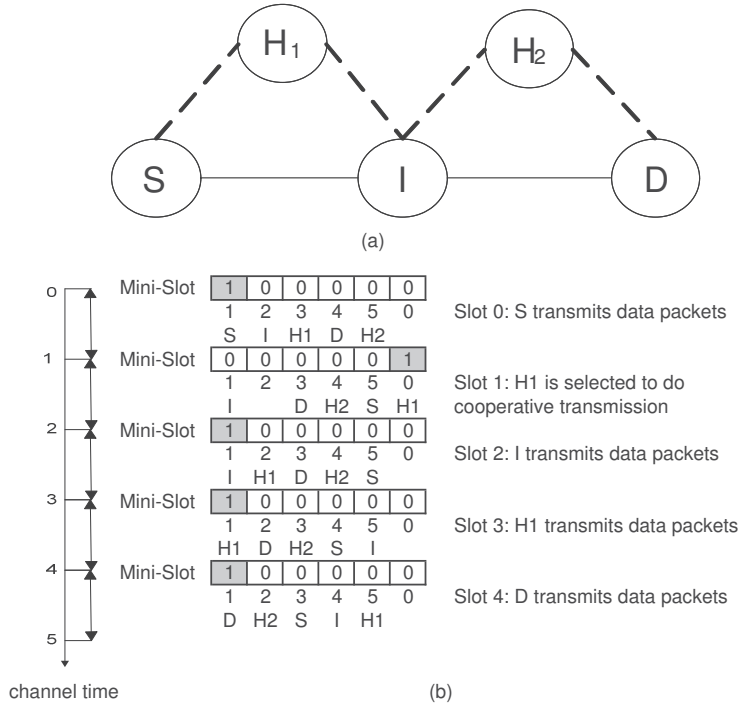 H1
H2
S
I
D
(a)
0
Mini-Slot
1 0 0 0 0 0
1 2 3 4 5 0
S I H1 D H2
Slot 0: S transmits data packets
1
Mini-Slot
0 0 0 0 0 1
1 2 3 4 5 0
I D H2 S H1
Slot 1: H1 is selected to do
cooperative transmission
2
Mini-Slot
1 0 0 0 0 0
1 2 3 4 5 0
I H1 D H2 S
Slot 2: I transmits data packets
3
Mini-Slot
1 0 0 0 0 0
1 2 3 4 5 0
H1 D H2 S I
Slot 3: H1 transmits data packets
4
Mini-Slot
1 0 0 0 0 0
1 2 3 4 5 0
D H2 S I H1
Slot 4: D transmits data packets
5
channel time
(b)